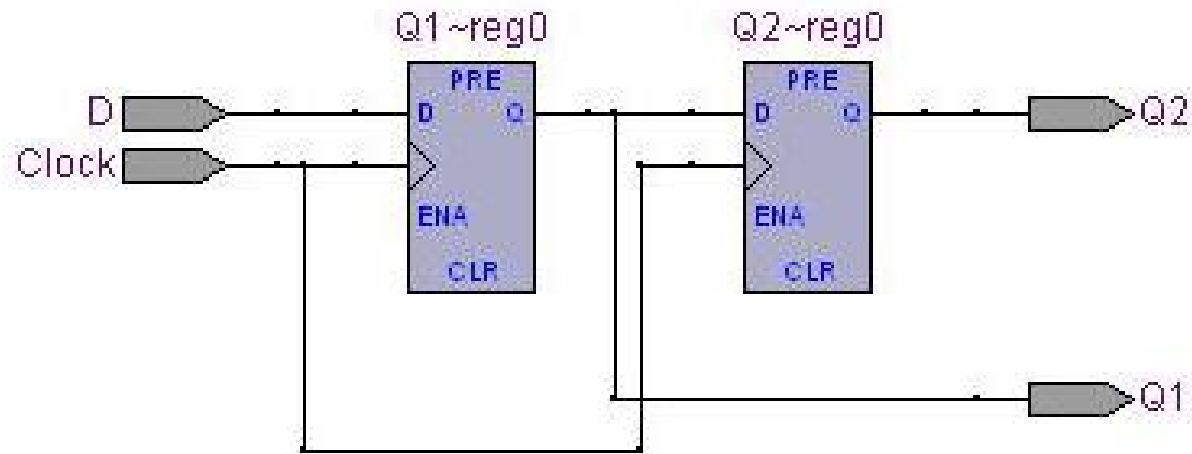 Q1~reg0
Q2~reg0
PRE
PRE
D
D
Q
D
Q
Q2
Clock
ENA
ENA
CLR
CLR
Q1